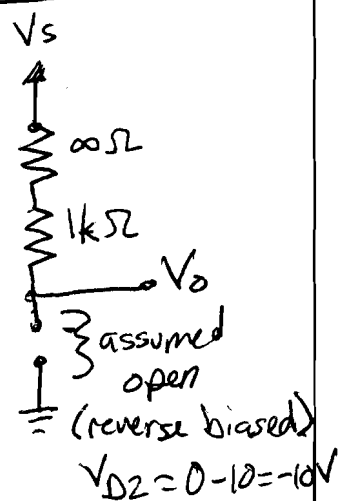 Vs
∞Ω
1kΩ
Vo
assumed
open
(reverse biased)
VD2 = 0-10=-10V